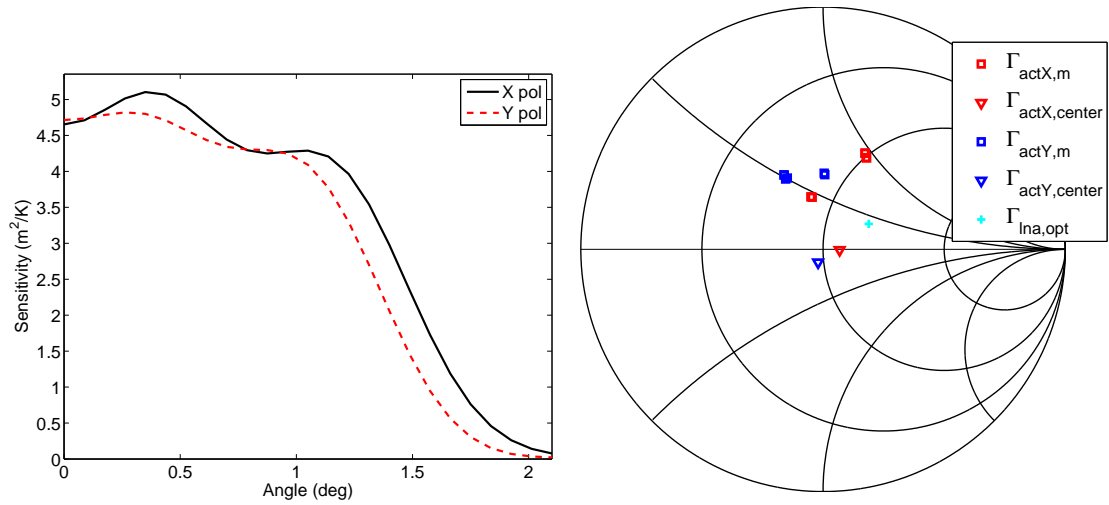 Sensitivity (m²/K)
5
4.5
4
3.5
3
2.5
2
1.5
1
0.5
0
0
0.5
1
1.5
2
Angle (deg)
X pol
Y pol
Γ_actX,m
Γ_actX,center
Γ_actY,m
Γ_actY,center
Γ_lna,opt